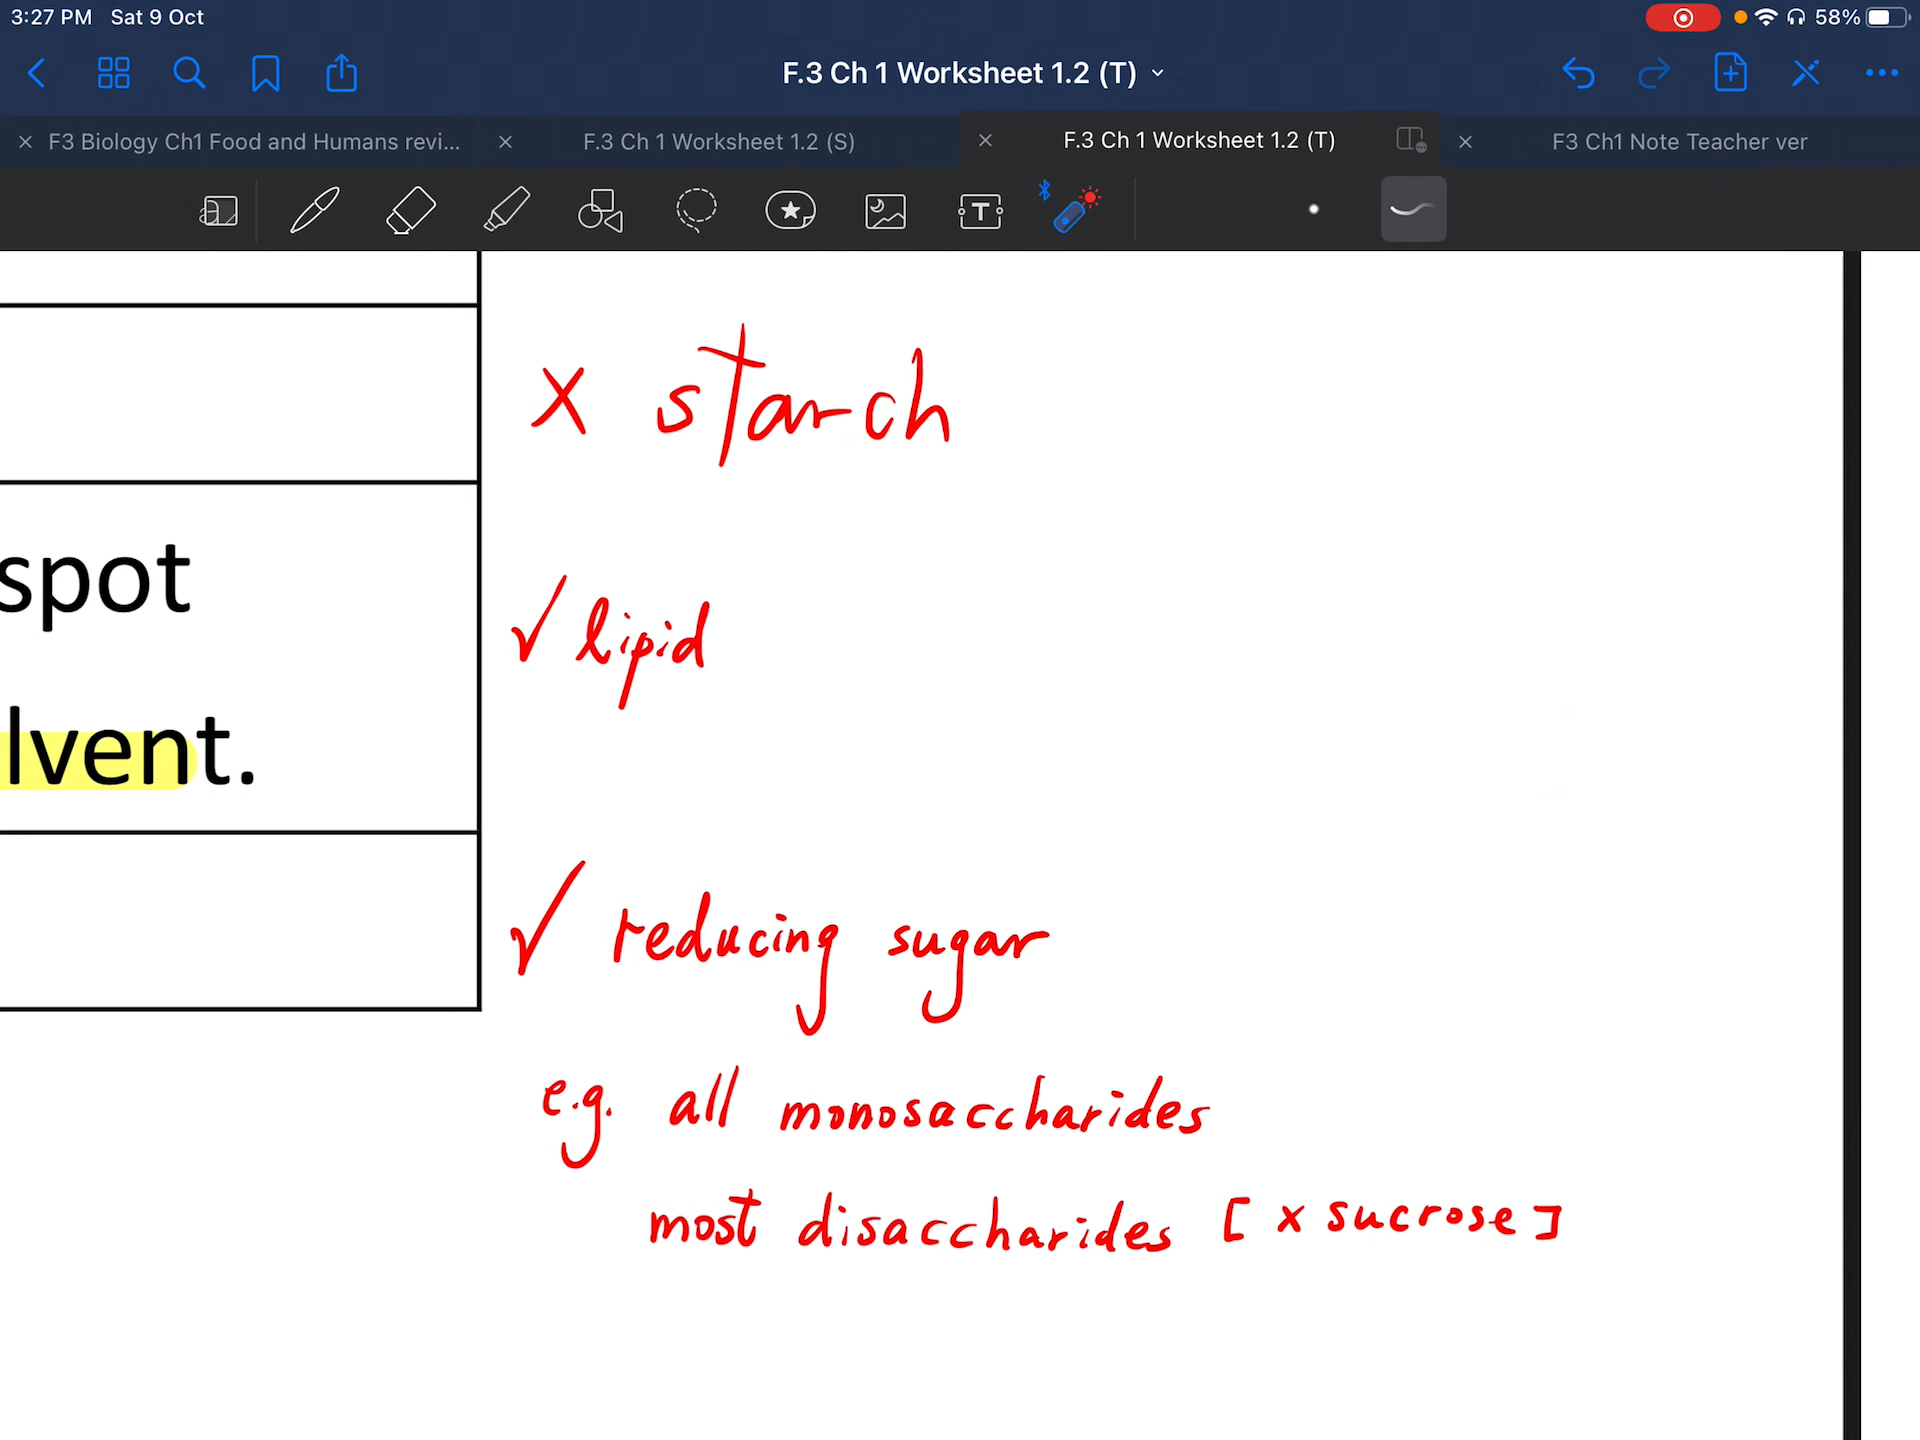 3:27 PM Sat 9 Oct 58%
F.3 Ch 1 Worksheet 1.2 (T)
F3 Biology Ch1 Food and Humans revi... F.3 Ch 1 Worksheet 1.2 (S) F.3 Ch 1 Worksheet 1.2 (T) F3 Ch1 Note Teacher ver
x starch
spot
✓ lipid
lvent.
✓ reducing sugar
e.g. all monosaccharides
most disaccharides [ x sucrose ]